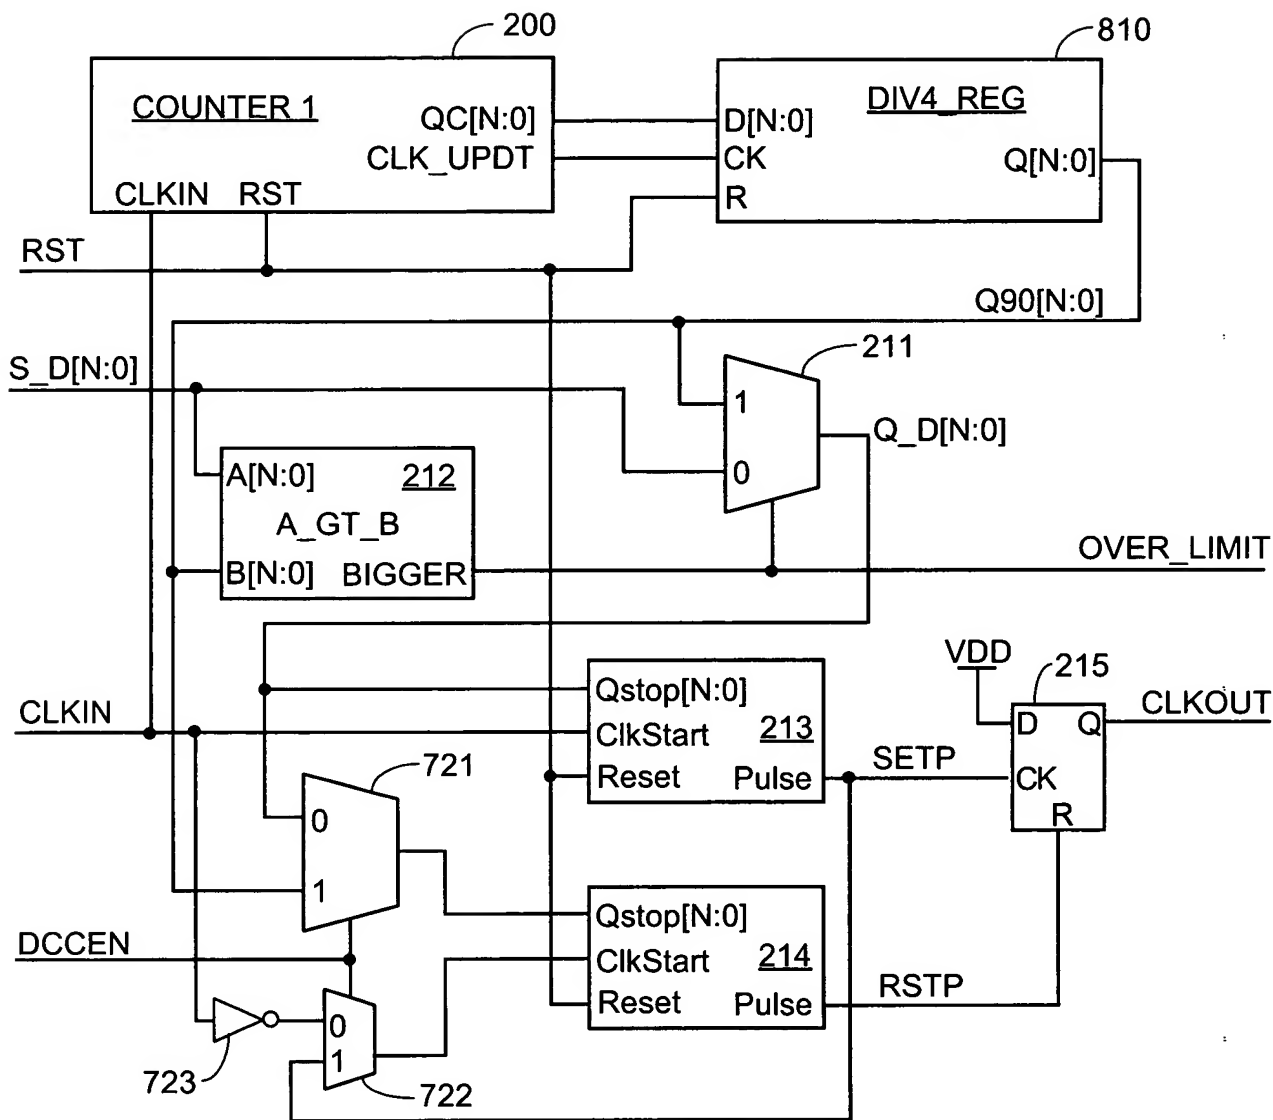 200
810
COUNTER 1
DIV4_REG
QC[N:0]
D[N:0]
CLK_UPDT
CK
Q[N:0]
CLKIN
RST
R
RST
Q90[N:0]
211
S_D[N:0]
1
Q_D[N:0]
A[N:0]
212
0
A_GT_B
OVER_LIMIT
B[N:0]
BIGGER
VDD
215
Qstop[N:0]
CLKIN
D
Q
CLKOUT
ClkStart
213
721
SETP
Reset
Pulse
CK
0
R
1
Qstop[N:0]
DCCEN
ClkStart
214
RSTP
Reset
Pulse
0
1
723
722